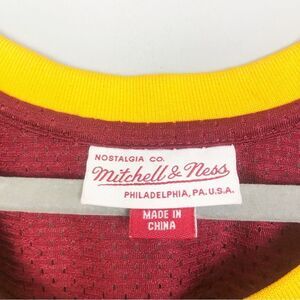 NOSTALGIA CO.
Mitchell & Ness
PHILADELPHIA, PA. U.S.A.
MADE IN
CHINA